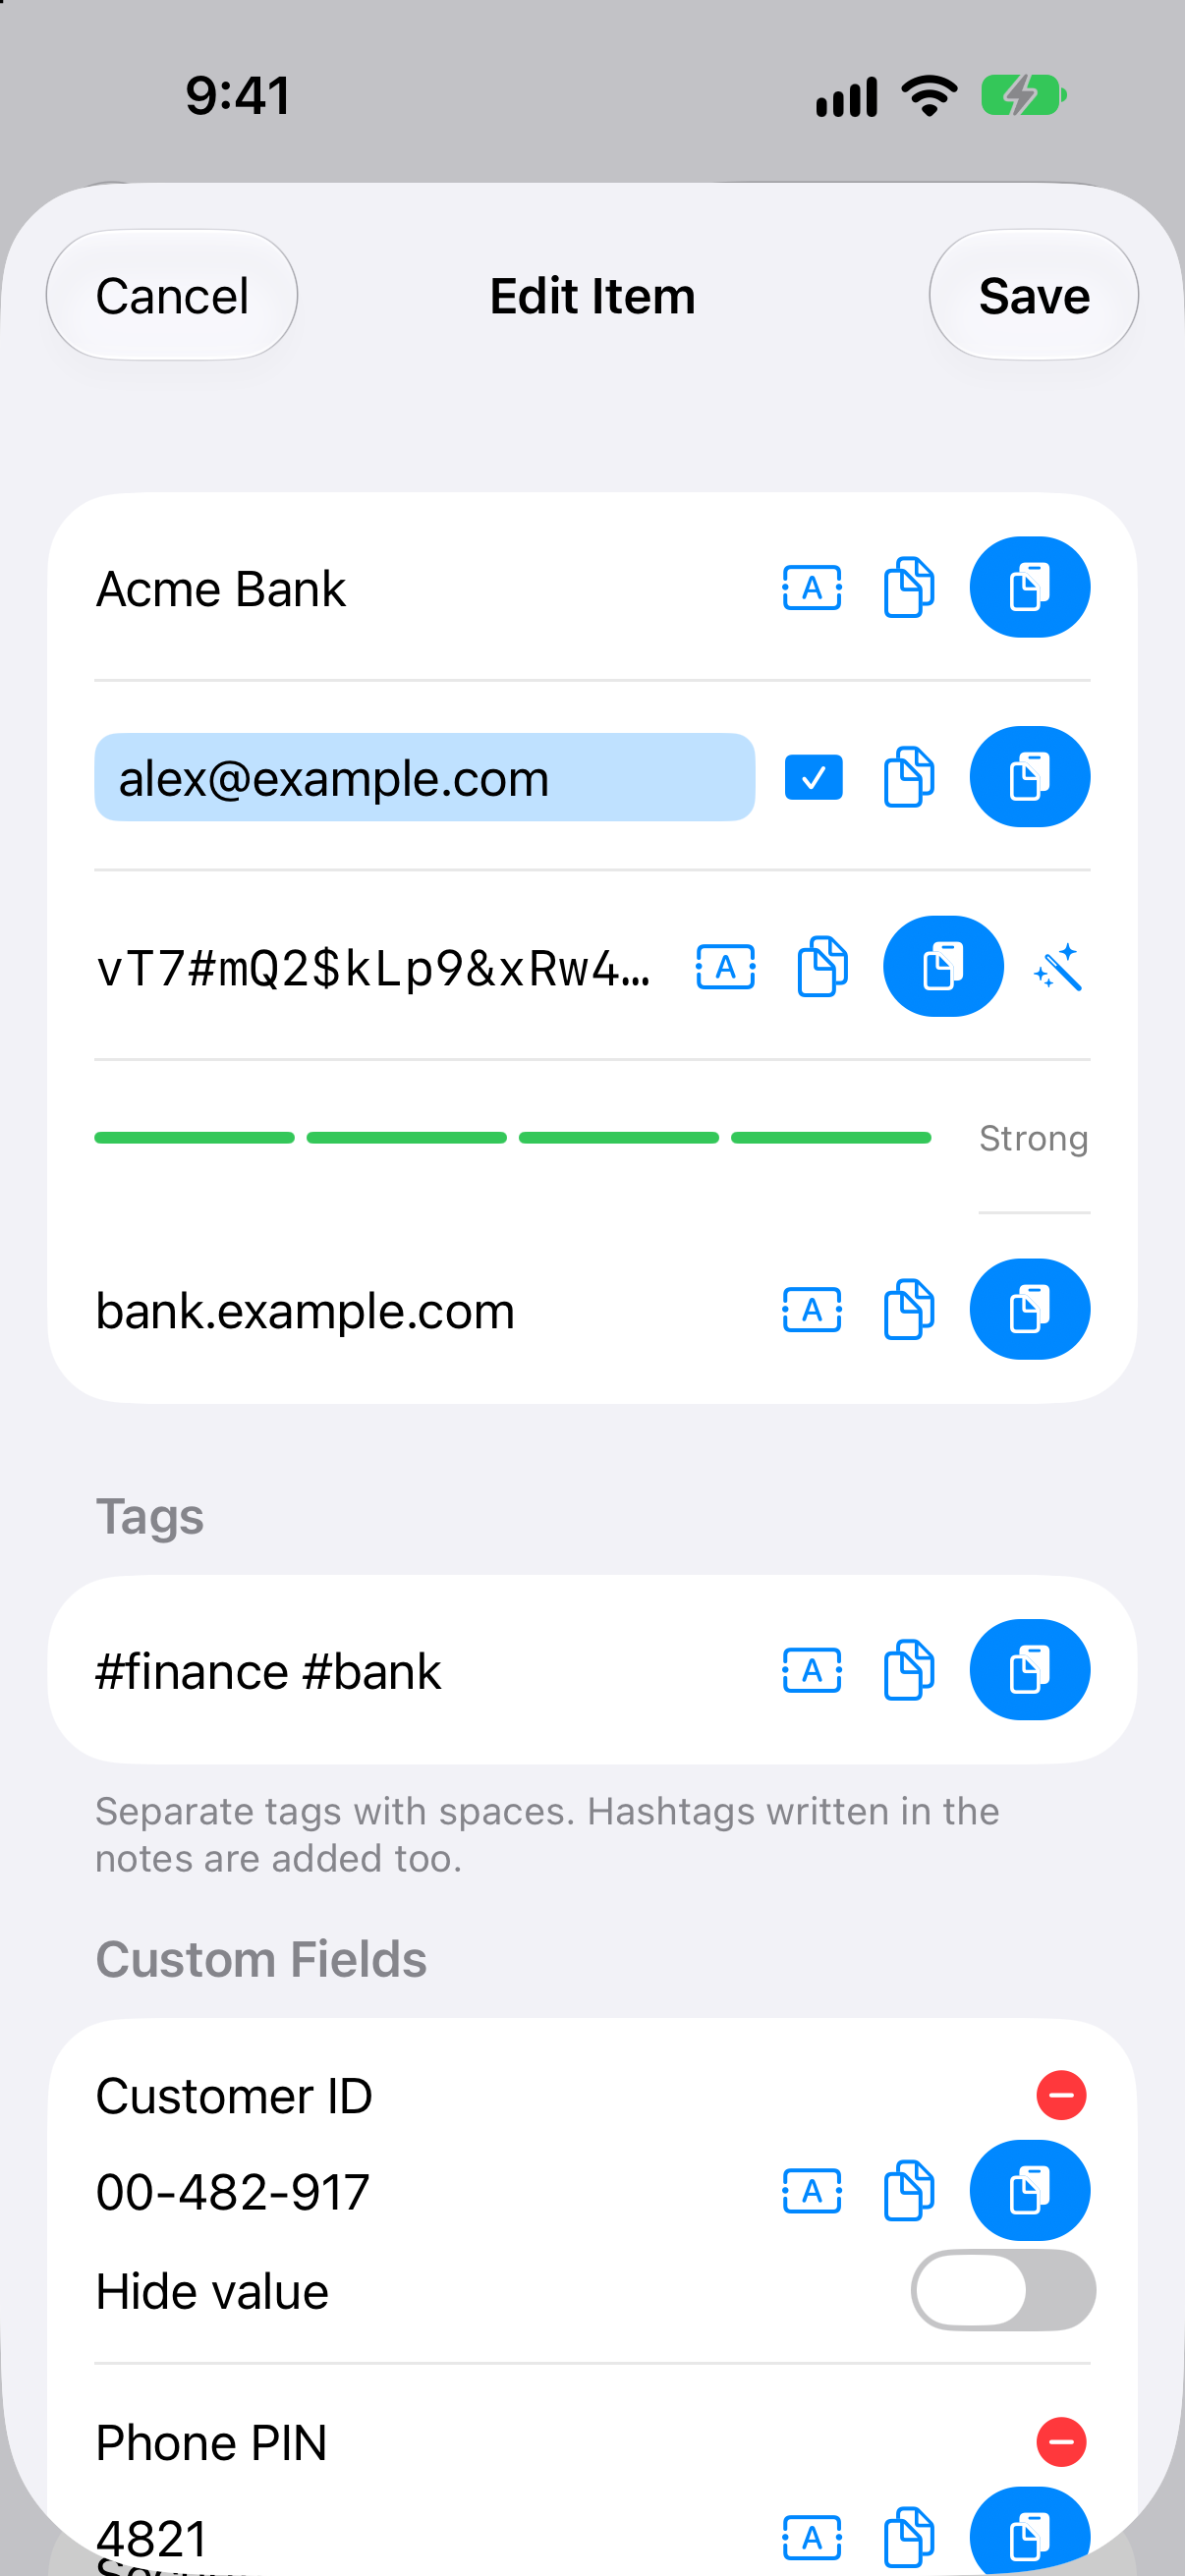 9:41
Cancel
Edit Item
Save
Acme Bank
alex@example.com
vT7#mQ2$kLp9&xRw4…
Strong
bank.example.com
Tags
#finance #bank
Separate tags with spaces. Hashtags written in the
notes are added too.
Custom Fields
Customer ID
00-482-917
Hide value
Phone PIN
4821